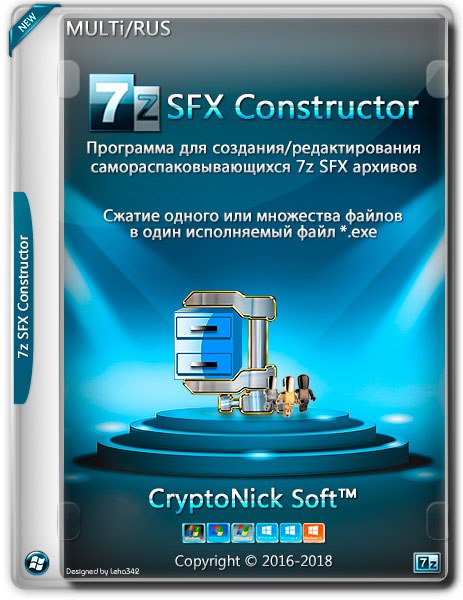 NEW
MULTi/RUS
7z SFX Constructor
Программа для создания/редактирования
самораспаковывающихся 7z SFX архивов
Сжатие одного или множества файлов
в один исполняемый файл *.exe
7z SFX Constructor
CryptoNick Soft™
Copyright © 2016-2018
Designed by Leha342
7z